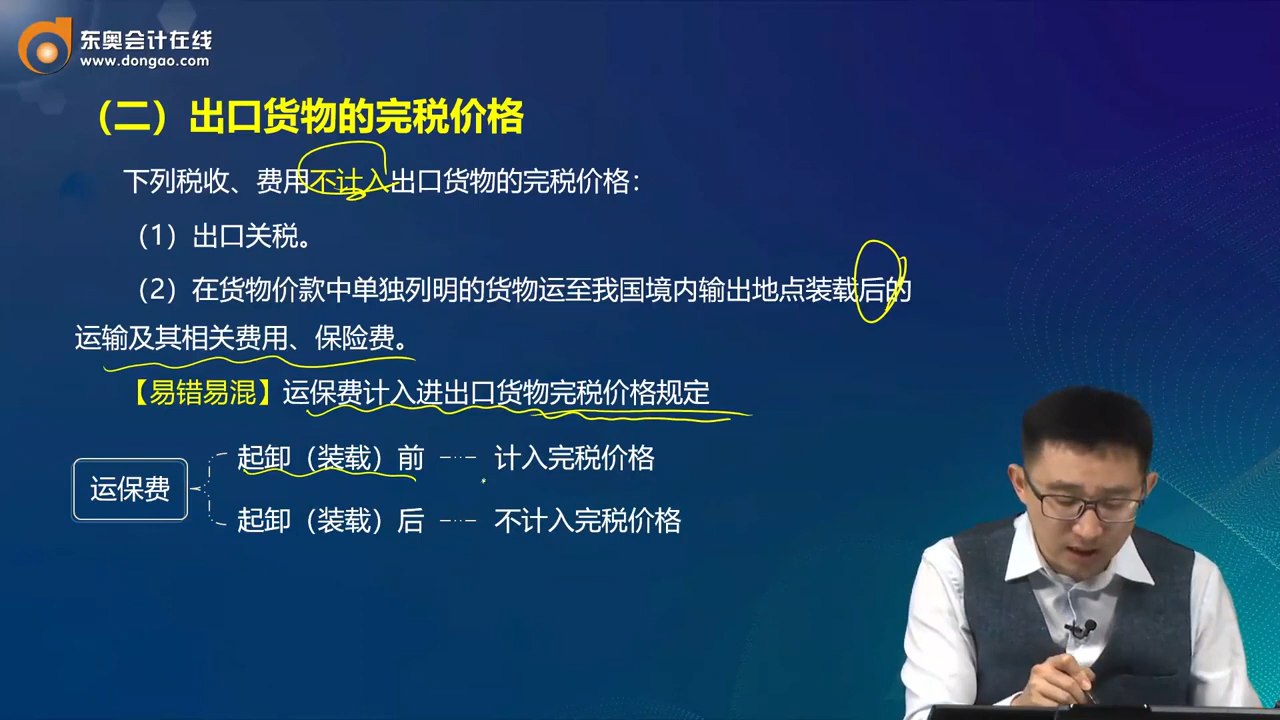 东奥会计在线
www.dongao.com
（二）出口货物的完税价格
下列税收、费用不计入出口货物的完税价格：
（1）出口关税。
（2）在货物价款中单独列明的货物运至我国境内输出地点装载后的
运输及其相关费用、保险费。
【易错易混】运保费计入进出口货物完税价格规定
起卸（装载）前 计入完税价格
运保费
起卸（装载）后 不计入完税价格